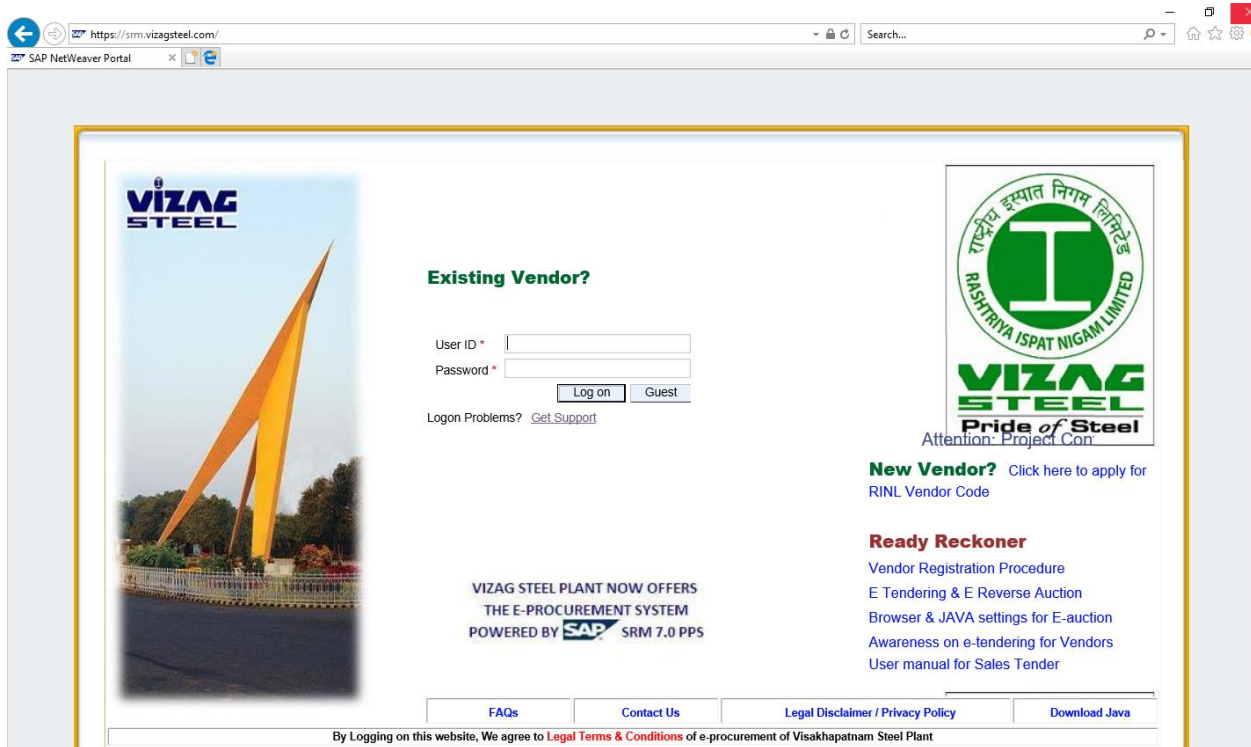 https://srm.vizagsteel.com/
Search...
SAP NetWeaver Portal
VIZAG
STEEL
राष्ट्रीय इस्पात निगम लिमिटेड
RASHTRIYA ISPAT NIGAM LIMITED
VIZAG
STEEL
Pride of Steel
Existing Vendor?
User ID *
Password *
Log on Guest
Logon Problems? Get Support
Attention: Project Con
New Vendor? Click here to apply for
RINL Vendor Code
Ready Reckoner
Vendor Registration Procedure
E Tendering & E Reverse Auction
Browser & JAVA settings for E-auction
Awareness on e-tendering for Vendors
User manual for Sales Tender
VIZAG STEEL PLANT NOW OFFERS
THE E-PROCUREMENT SYSTEM
POWERED BY SAP SRM 7.0 PPS
FAQs Contact Us Legal Disclaimer / Privacy Policy Download Java
By Logging on this website, We agree to Legal Terms & Conditions of e-procurement of Visakhapatnam Steel Plant